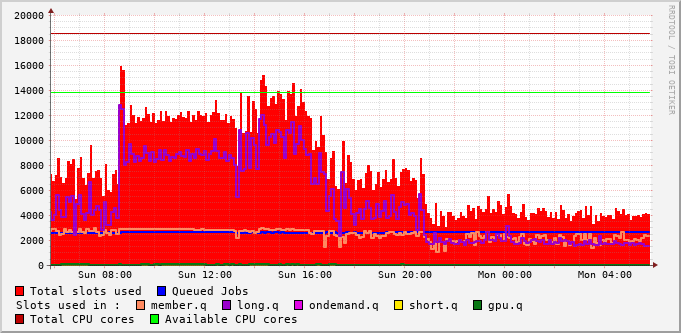 20000
18000
16000
14000
12000
10000
8000
6000
4000
2000
0
Sun 08:00 Sun 12:00 Sun 16:00 Sun 20:00 Mon 00:00 Mon 04:00
RRDTOOL / TOBI OETIKER
Total slots used Queued Jobs
Slots used in : member.q long.q ondemand.q short.q gpu.q
Total CPU cores Available CPU cores